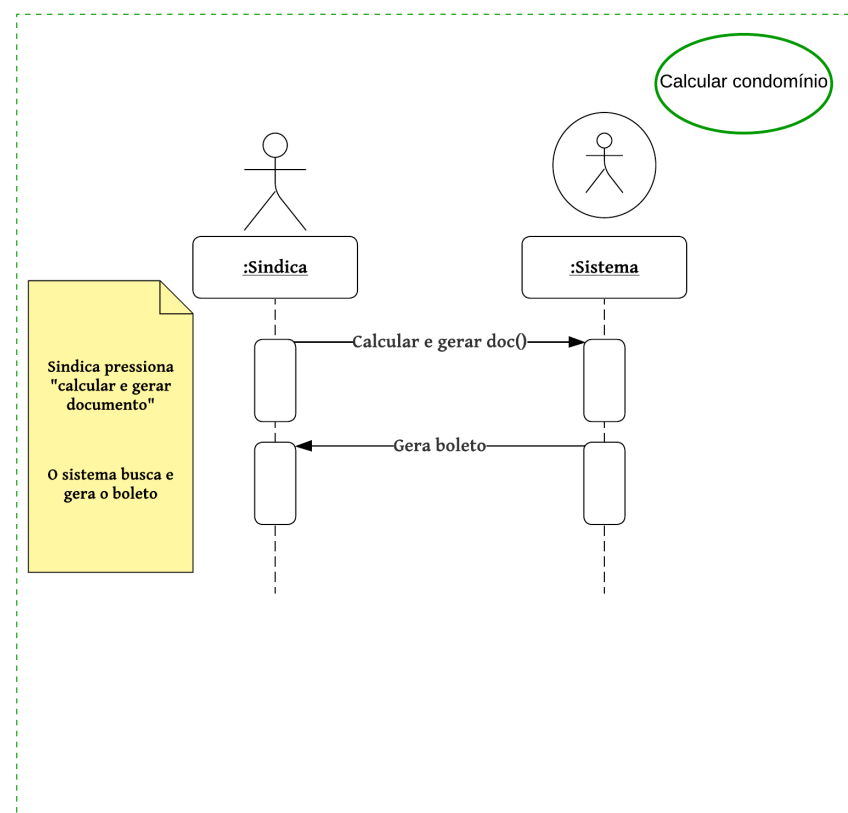 Calcular condomínio
:Sindica
:Sistema
Calcular e gerar doc()
Sindica pressiona
"calcular e gerar
documento"
Gera boleto
O sistema busca e
gera o boleto